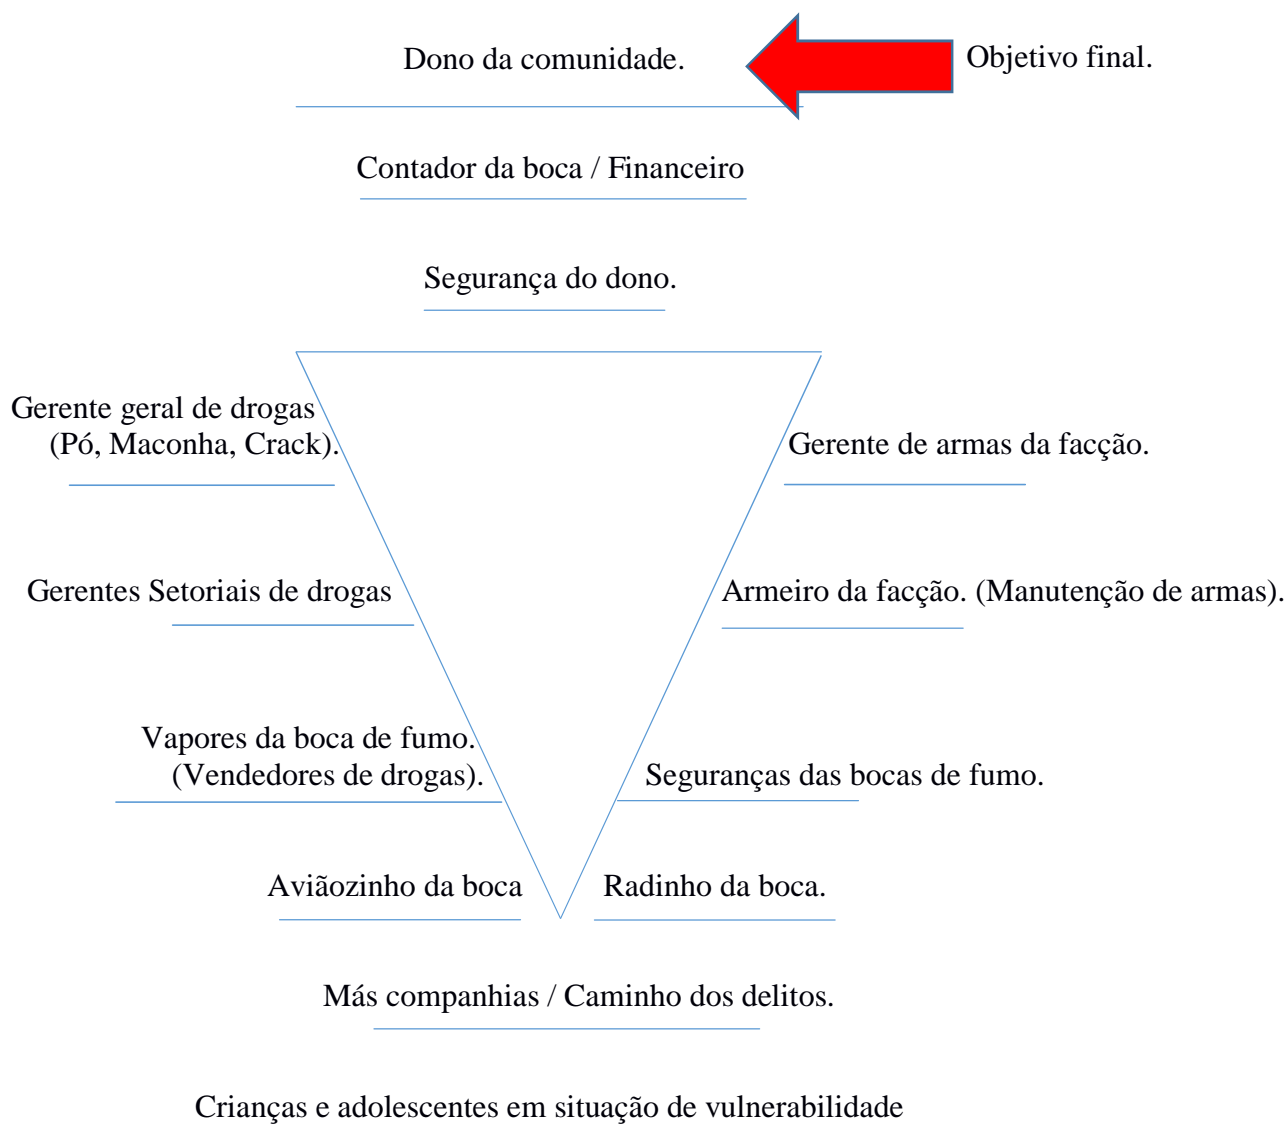 Dono da comunidade.
Objetivo final.
Contador da boca / Financeiro
Segurança do dono.
Gerente geral de drogas
(Pó, Maconha, Crack).
Gerente de armas da facção.
Gerentes Setoriais de drogas
Armeiro da facção. (Manutenção de armas).
Vapores da boca de fumo.
(Vendedores de drogas).
Seguranças das bocas de fumo.
Aviãozinho da boca
Radinho da boca.
Más companhias / Caminho dos delitos.
Crianças e adolescentes em situação de vulnerabilidade